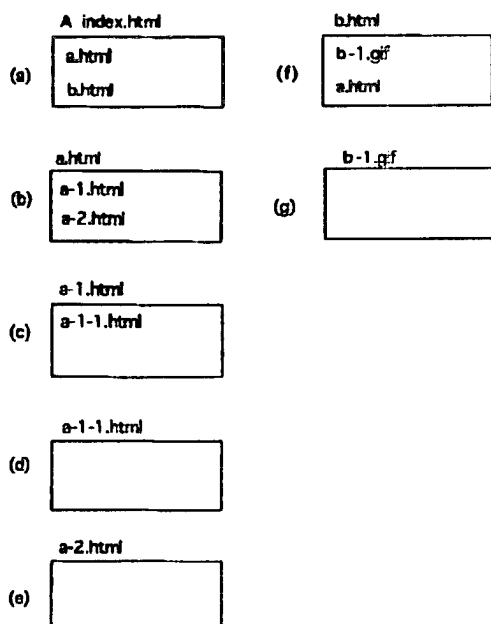 A index.html
(a)
a.html
b.html
a.html
(b)
a-1.html
a-2.html
a-1.html
(c)
a-1-1.html
a-1-1.html
(d)
a-2.html
(e)
b.html
(f)
b-1.gif
a.html
b-1.gif
(g)